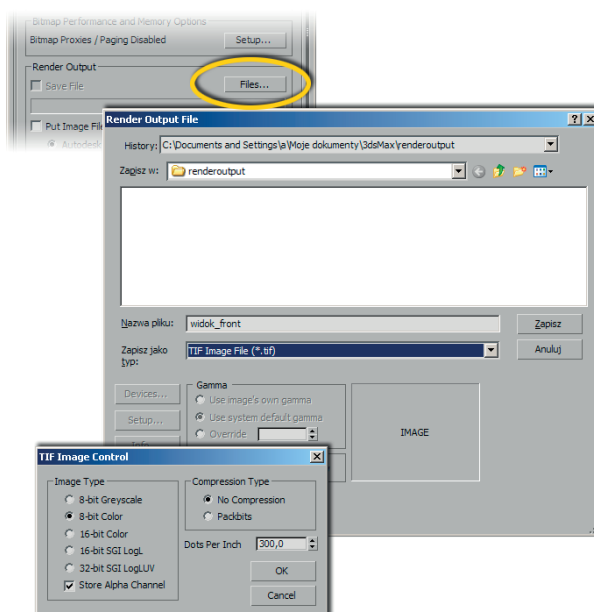 Bitmap Performance and Memory Options
Bitmap Proxies / Paging Disabled
Setup...
Render Output
Save File
Files...
Put Image File
Autodesk
Render Output File
History:
C:\Documents and Settings\a\Moje dokumenty\3dsMax\renderoutput
Zapisz w:
renderoutput
Nazwa pliku:
widok_front
Zapisz
Zapisz jako typ:
TIF Image File (*.tif)
Anuluj
Devices...
Setup...
Info...
Gamma
Use image's own gamma
Use system default gamma
Override
IMAGE
TIF Image Control
Image Type
8-bit Greyscale
8-bit Color
16-bit Color
16-bit SGI LogL
32-bit SGI LogLUV
Store Alpha Channel
Compression Type
No Compression
Packbits
Dots Per Inch
300,0
OK
Cancel